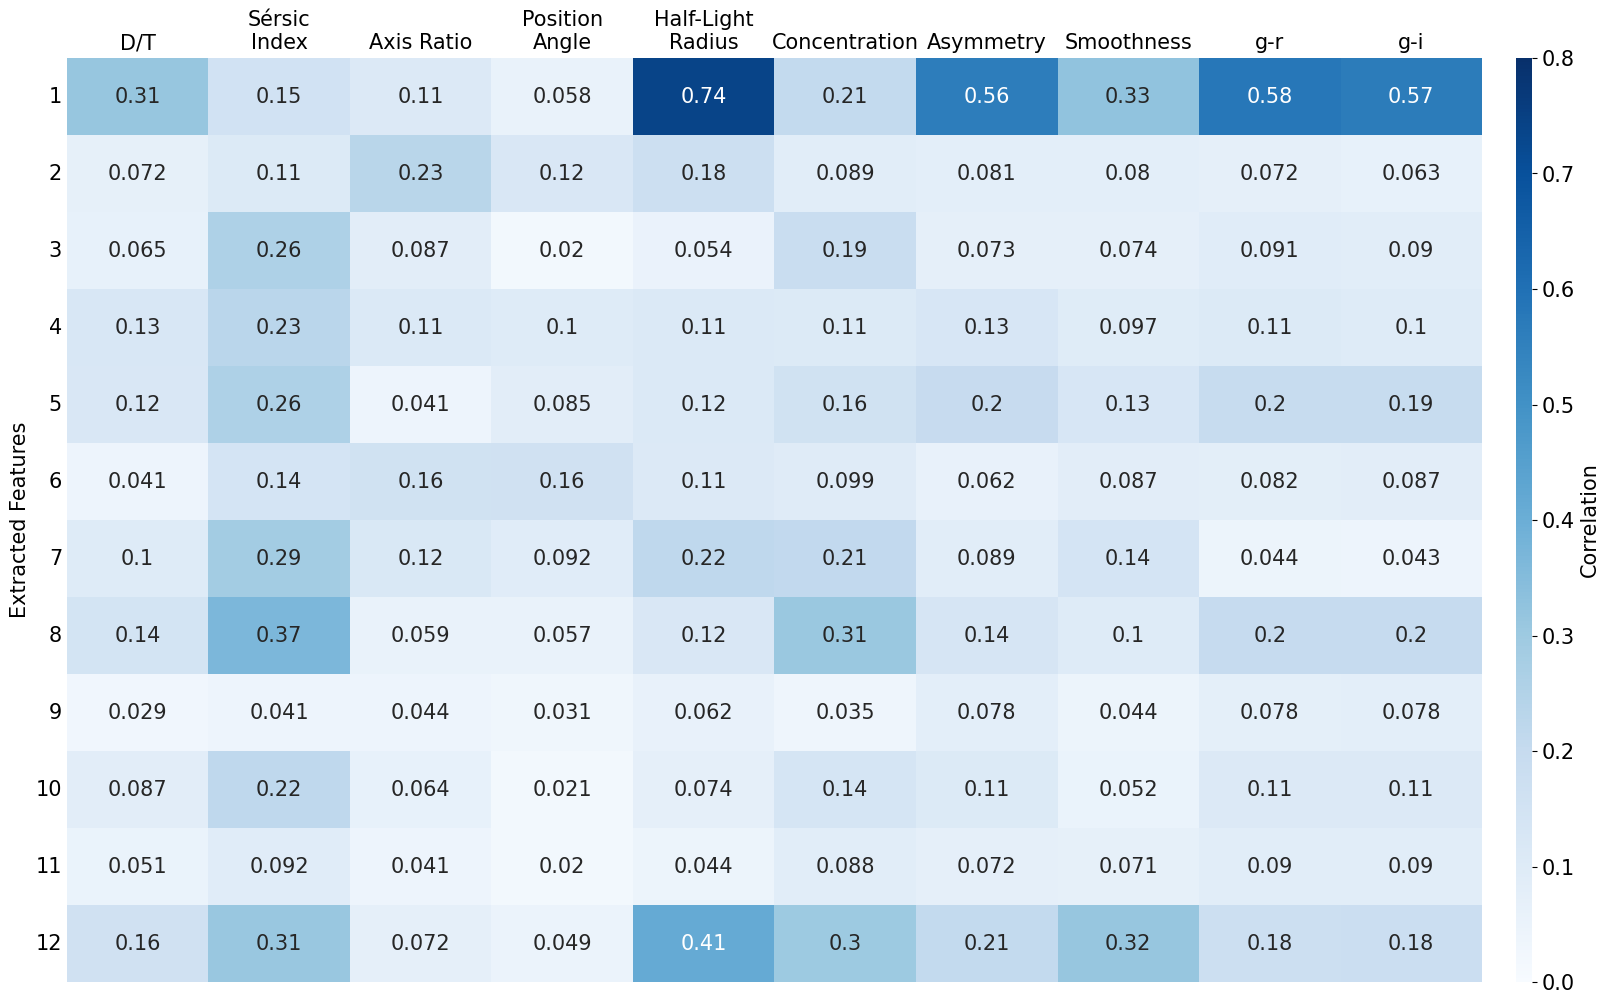 D/T Sérsic Index Axis Ratio Position Angle Half-Light Radius Concentration Asymmetry Smoothness g-r g-i
1 0.31 0.15 0.11 0.058 0.74 0.21 0.56 0.33 0.58 0.57
2 0.072 0.11 0.23 0.12 0.18 0.089 0.081 0.08 0.072 0.063
3 0.065 0.26 0.087 0.02 0.054 0.19 0.073 0.074 0.091 0.09
4 0.13 0.23 0.11 0.1 0.11 0.11 0.13 0.097 0.11 0.1
5 0.12 0.26 0.041 0.085 0.12 0.16 0.2 0.13 0.2 0.19
6 0.041 0.14 0.16 0.16 0.11 0.099 0.062 0.087 0.082 0.087
7 0.1 0.29 0.12 0.092 0.22 0.21 0.089 0.14 0.044 0.043
8 0.14 0.37 0.059 0.057 0.12 0.31 0.14 0.1 0.2 0.2
9 0.029 0.041 0.044 0.031 0.062 0.035 0.078 0.044 0.078 0.078
10 0.087 0.22 0.064 0.021 0.074 0.14 0.11 0.052 0.11 0.11
11 0.051 0.092 0.041 0.02 0.044 0.088 0.072 0.071 0.09 0.09
12 0.16 0.31 0.072 0.049 0.41 0.3 0.21 0.32 0.18 0.18
Extracted Features
0.8
0.7
0.6
0.5
0.4
0.3
0.2
0.1
0.0
Correlation